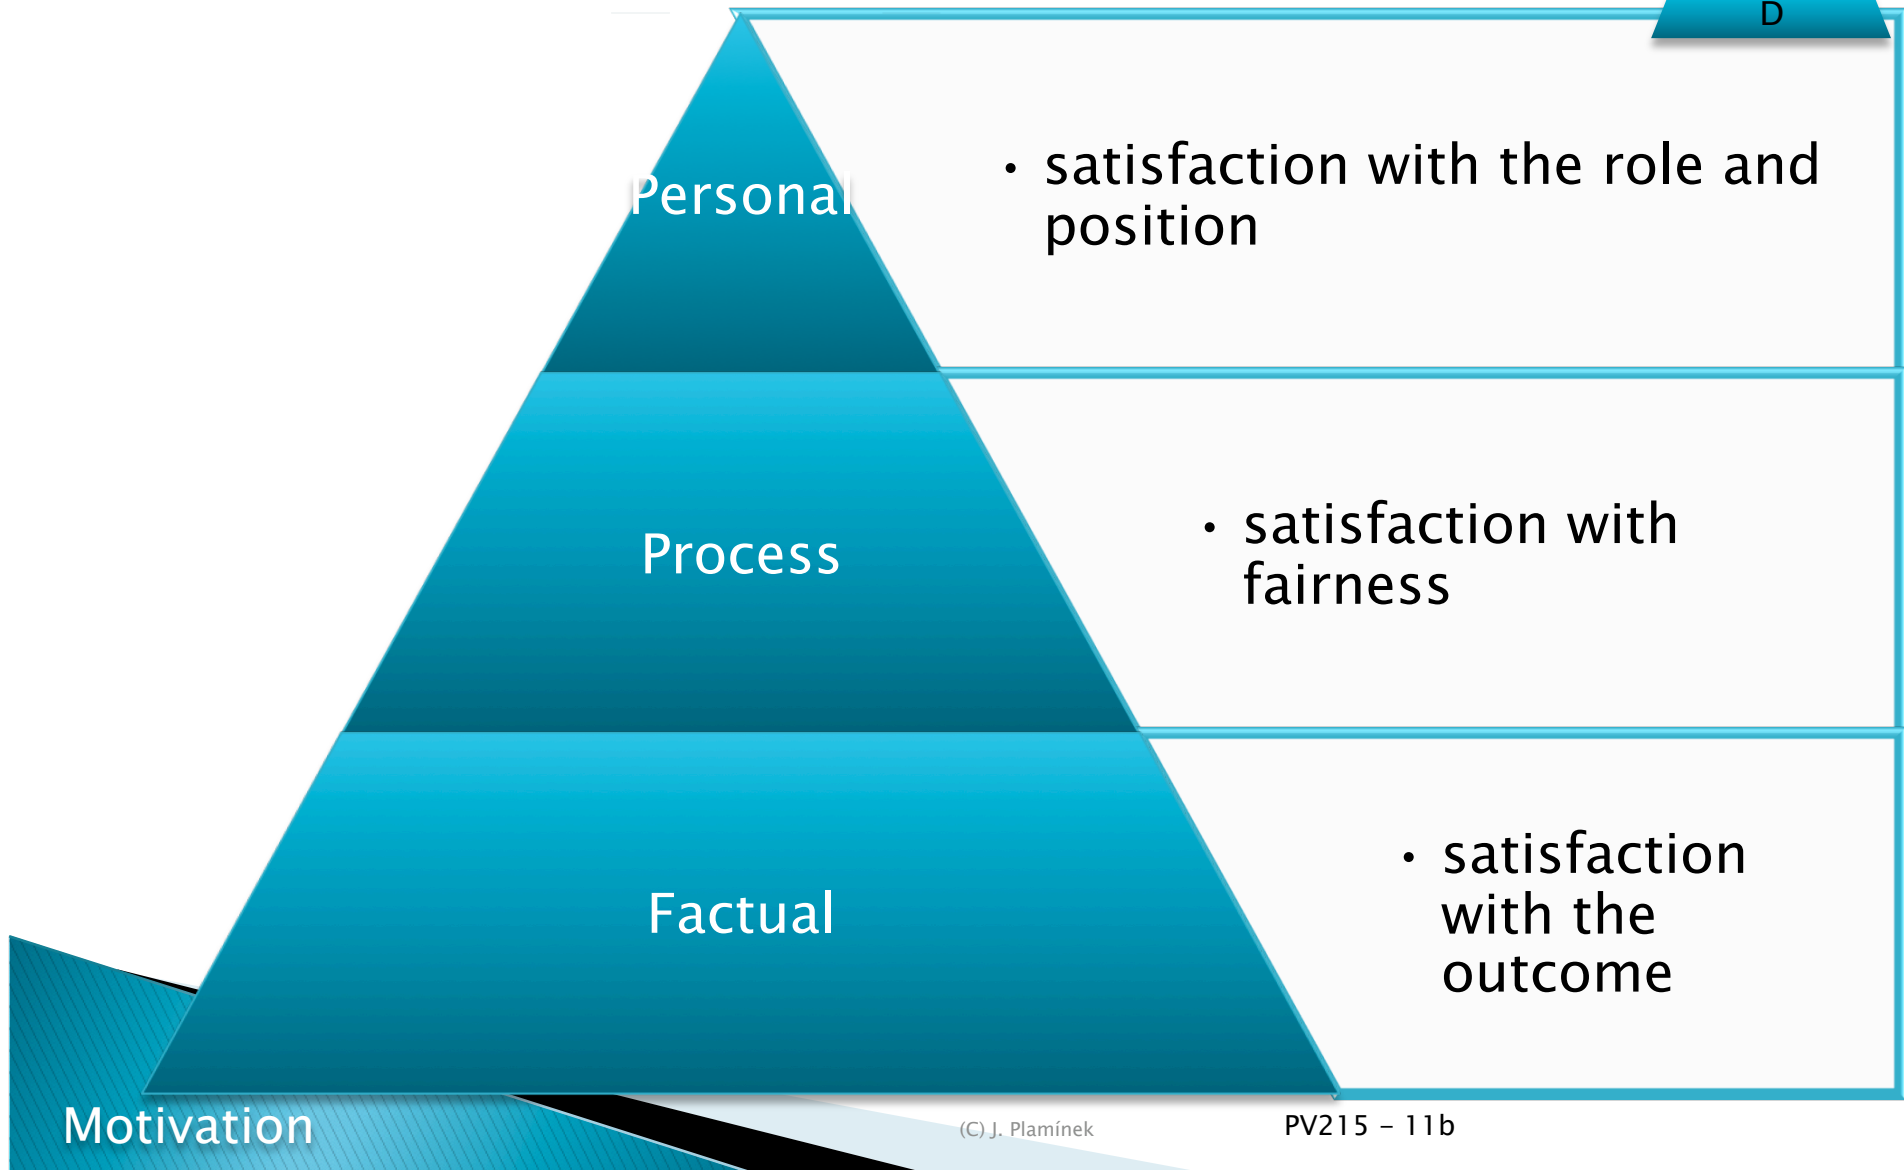 D
Personal
• satisfaction with the role and
position
Process
• satisfaction with
fairness
Factual
• satisfaction
with the
outcome
Motivation
(C) J. Plamínek
PV215 – 11b